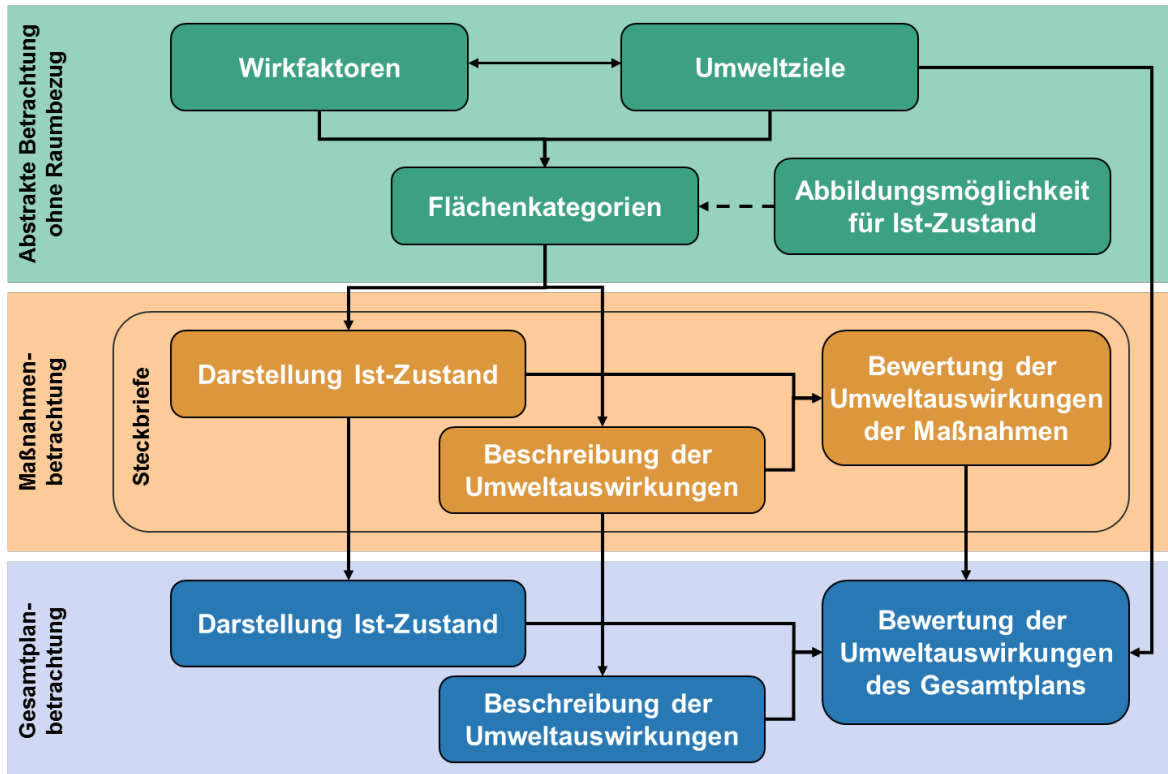 Abstrakte Betrachtung
ohne Raumbezug
Wirkfaktoren
Umweltziele
Flächenkategorien
Abbildungsmöglichkeit
für Ist-Zustand
Maßnahmen-
betrachtung
Steckbriefe
Darstellung Ist-Zustand
Beschreibung der
Umweltauswirkungen
Bewertung der
Umweltauswirkungen
der Maßnahmen
Gesamtplan-
betrachtung
Darstellung Ist-Zustand
Beschreibung der
Umweltauswirkungen
Bewertung der
Umweltauswirkungen
des Gesamtplans